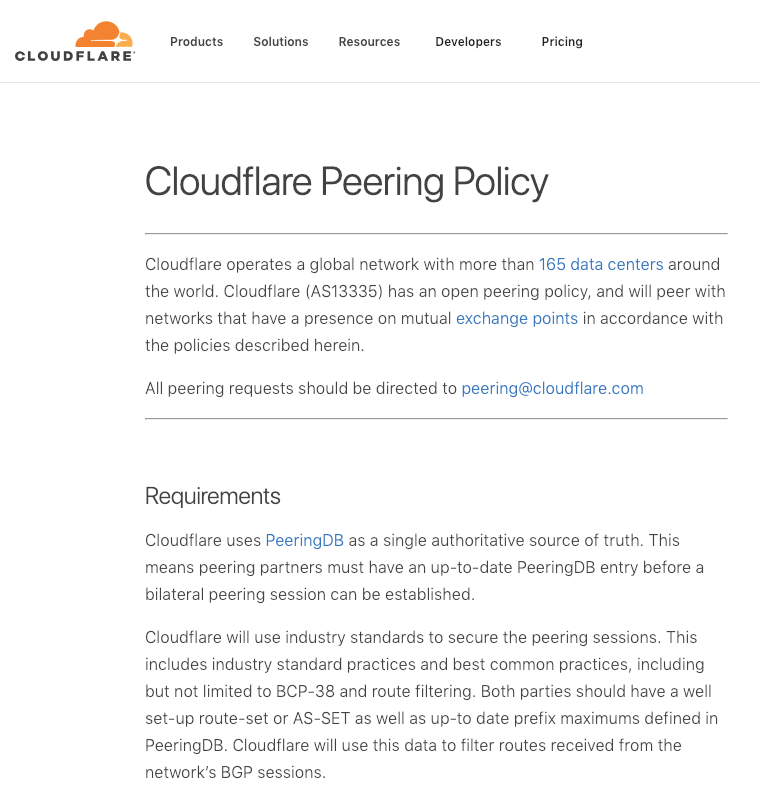 CLOUDFLARE
Products Solutions Resources Developers Pricing
Cloudflare Peering Policy
Cloudflare operates a global network with more than 165 data centers around
the world. Cloudflare (AS13335) has an open peering policy, and will peer with
networks that have a presence on mutual exchange points in accordance with
the policies described herein.
All peering requests should be directed to peering@cloudflare.com
Requirements
Cloudflare uses PeeringDB as a single authoritative source of truth. This
means peering partners must have an up-to-date PeeringDB entry before a
bilateral peering session can be established.
Cloudflare will use industry standards to secure the peering sessions. This
includes industry standard practices and best common practices, including
but not limited to BCP-38 and route filtering. Both parties should have a well
set-up route-set or AS-SET as well as up-to date prefix maximums defined in
PeeringDB. Cloudflare will use this data to filter routes received from the
network’s BGP sessions.